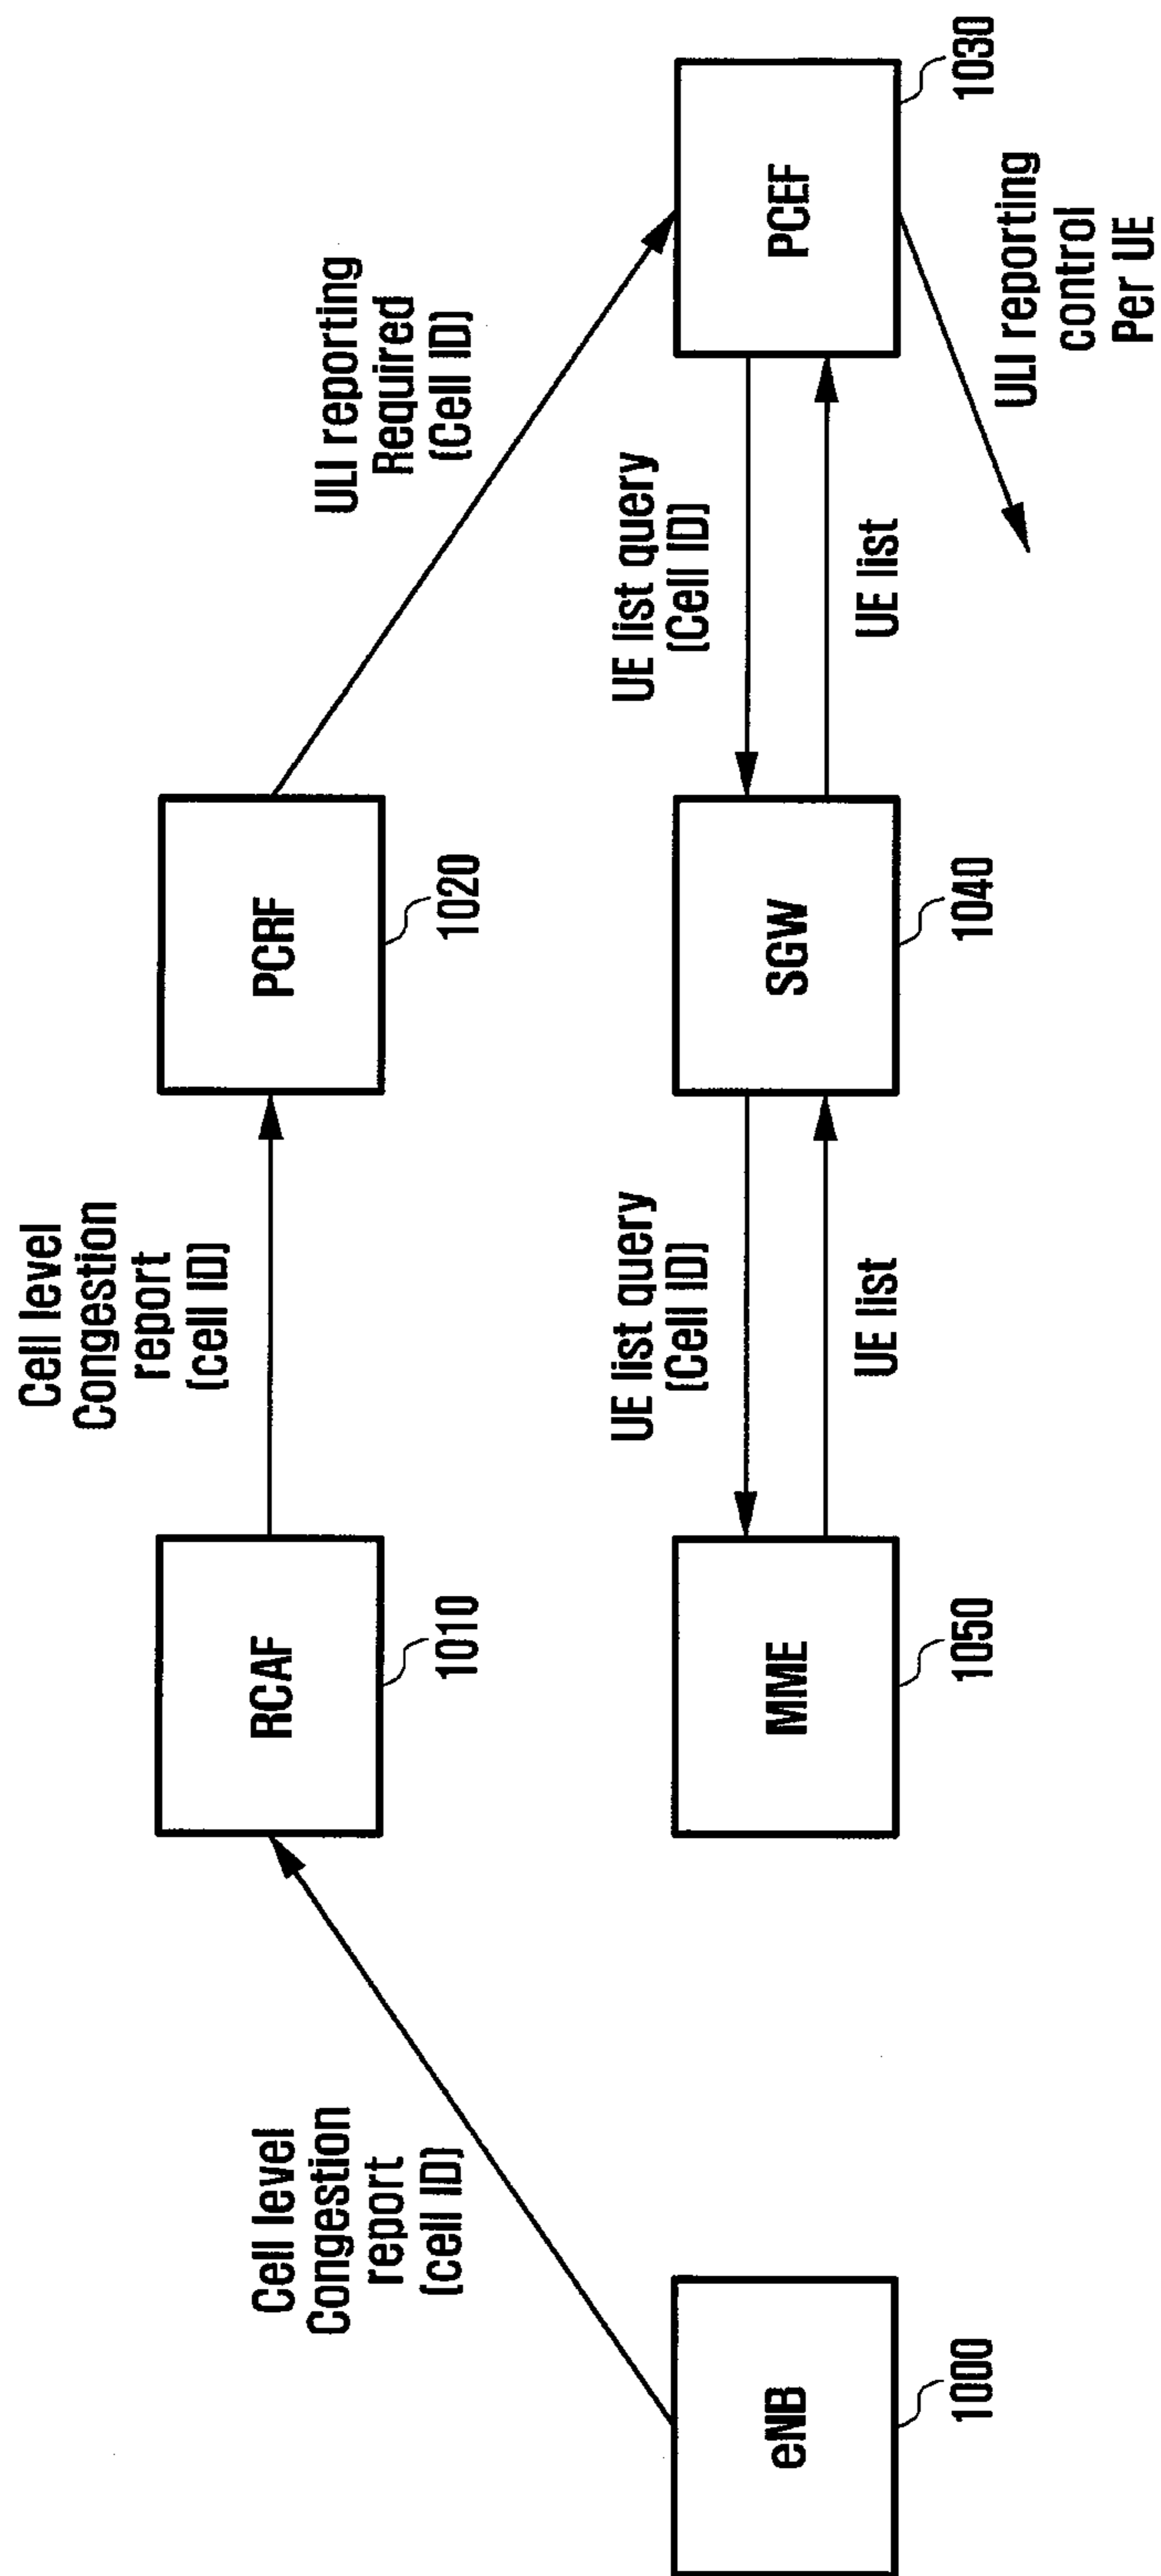 Cell level
Congestion
report
(cell ID)
Cell level
Congestion
report
(cell ID)
ULI reporting
Required
(Cell ID)
RCAF
1010
PCRF
1020
UE list query
(Cell ID)
UE list query
(Cell ID)
eNB
1000
MME
1050
UE list
SGW
1040
UE list
PCEF
1030
ULI reporting
control
Per UE